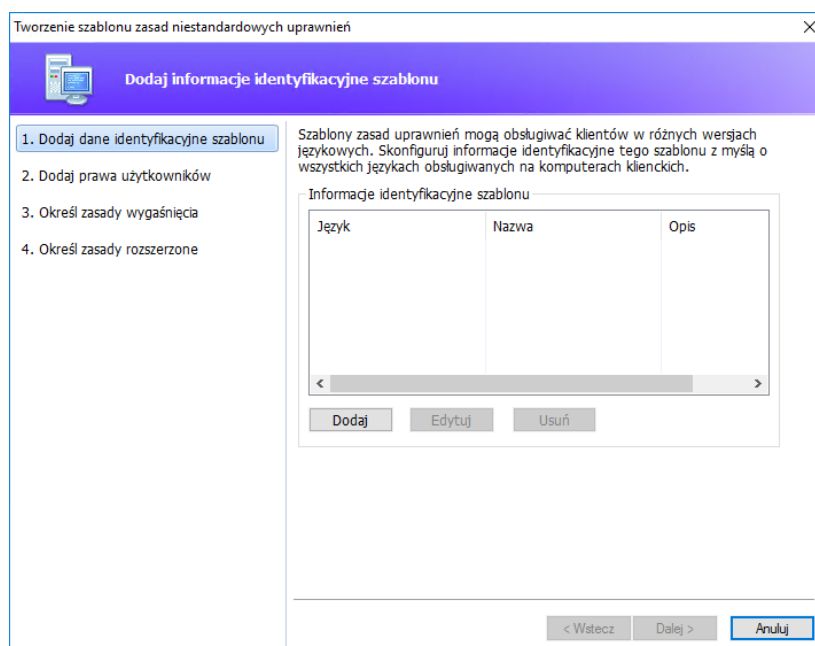 Tworzenie szablonu zasad niestandardowych uprawnień
Dodaj informacje identyfikacyjne szablonu
1. Dodaj dane identyfikacyjne szablonu
2. Dodaj prawa użytkowników
3. Określ zasady wygaśnięcia
4. Określ zasady rozszerzone
Szablony zasad uprawnień mogą obsługiwać klientów w różnych wersjach
językowych. Skonfiguruj informacje identyfikacyjne tego szablonu z myślą o
wszystkich językach obsługiwanych na komputerach klienckich.
Informacje identyfikacyjne szablonu
Język Nazwa Opis
Dodaj Edytuj Usuń
< Wstecz Dalej > Anuluj